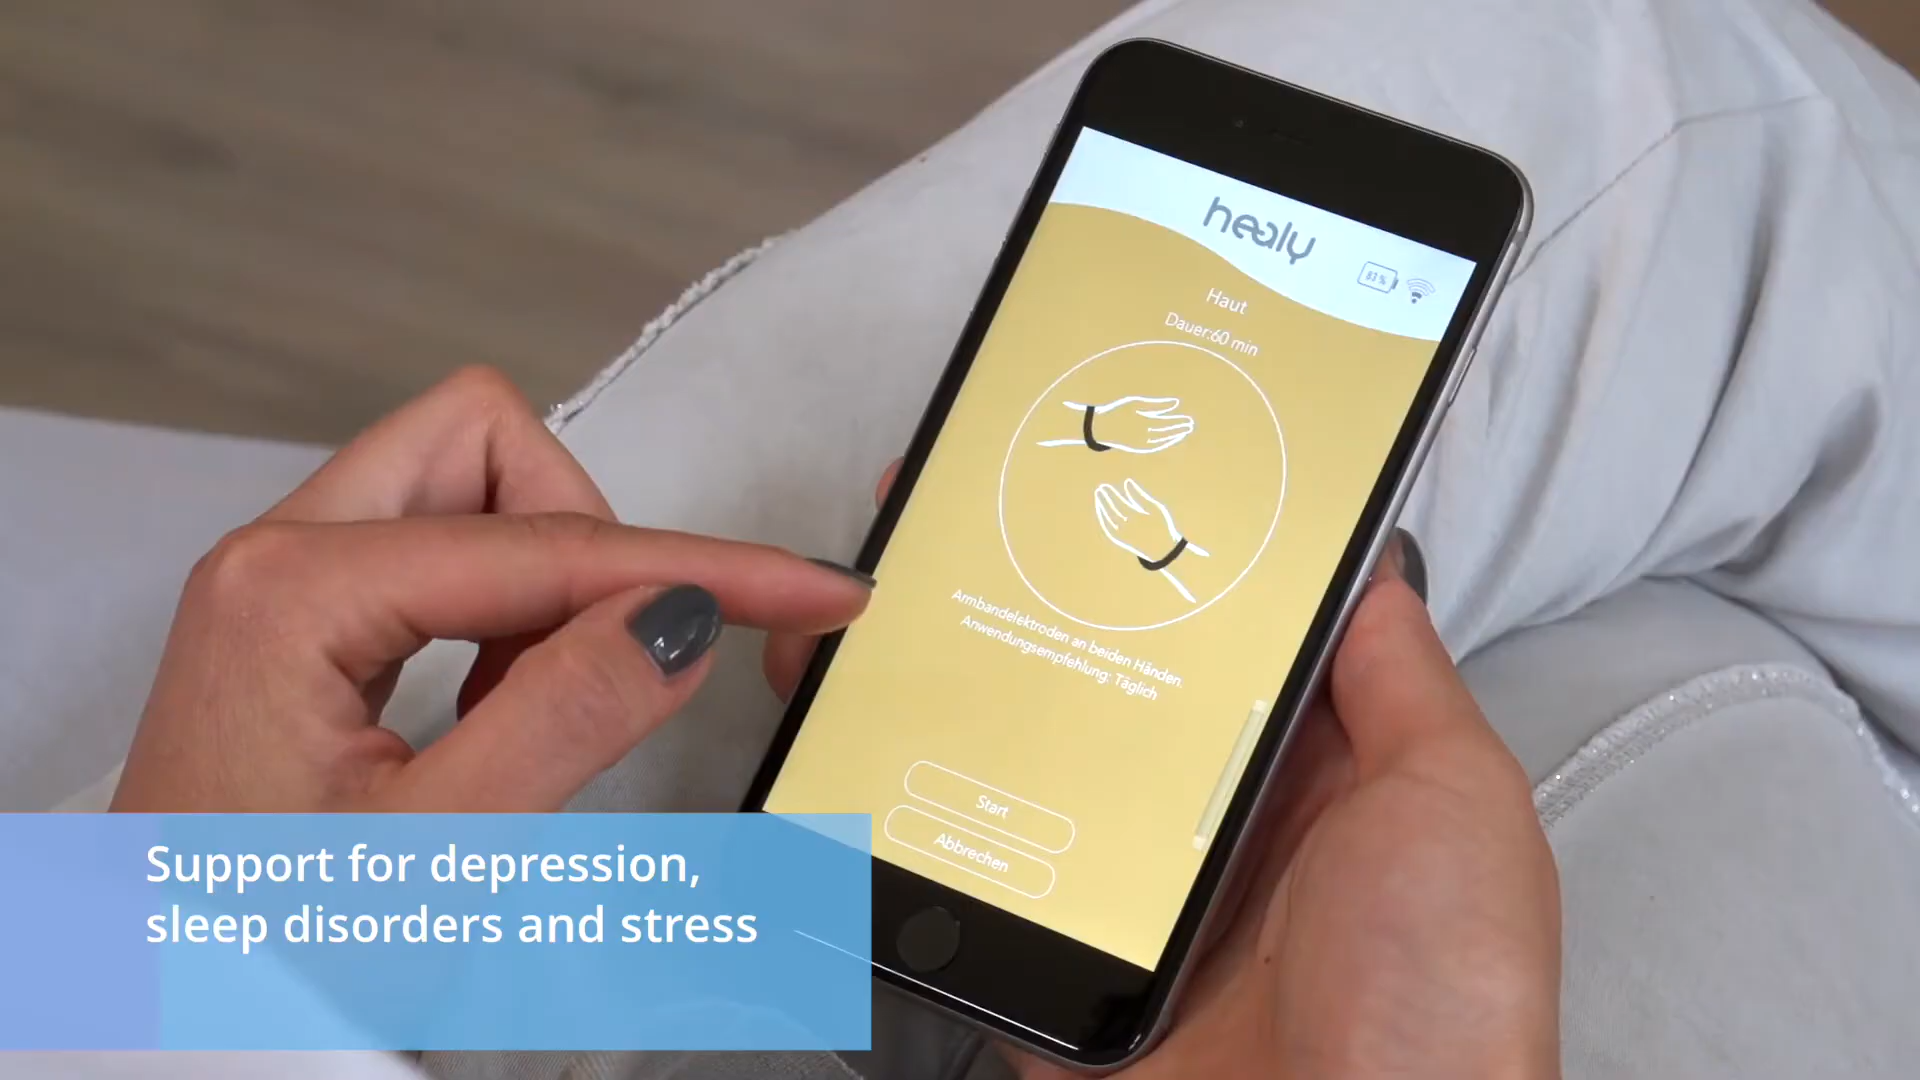 healy
83 %
Haut
Dauer:60 min
Armbandelektroden an beiden Händen.
Anwendungsempfehlung: Täglich
Start
Abbrechen
Support for depression,
sleep disorders and stress